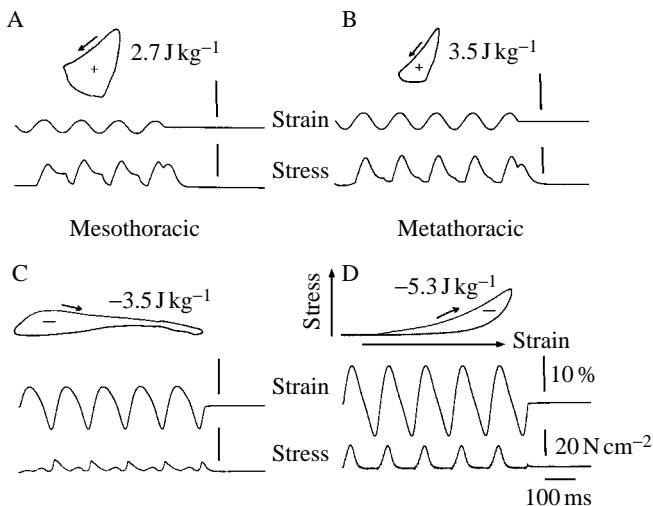 A
B
2.7 J kg−1
3.5 J kg−1
+
+
Strain
Stress
Mesothoracic
Metathoracic
C
D
−3.5 J kg−1
−
Stress
−5.3 J kg−1
−
Strain
Strain
10 %
Stress
20 N cm−2
100 ms